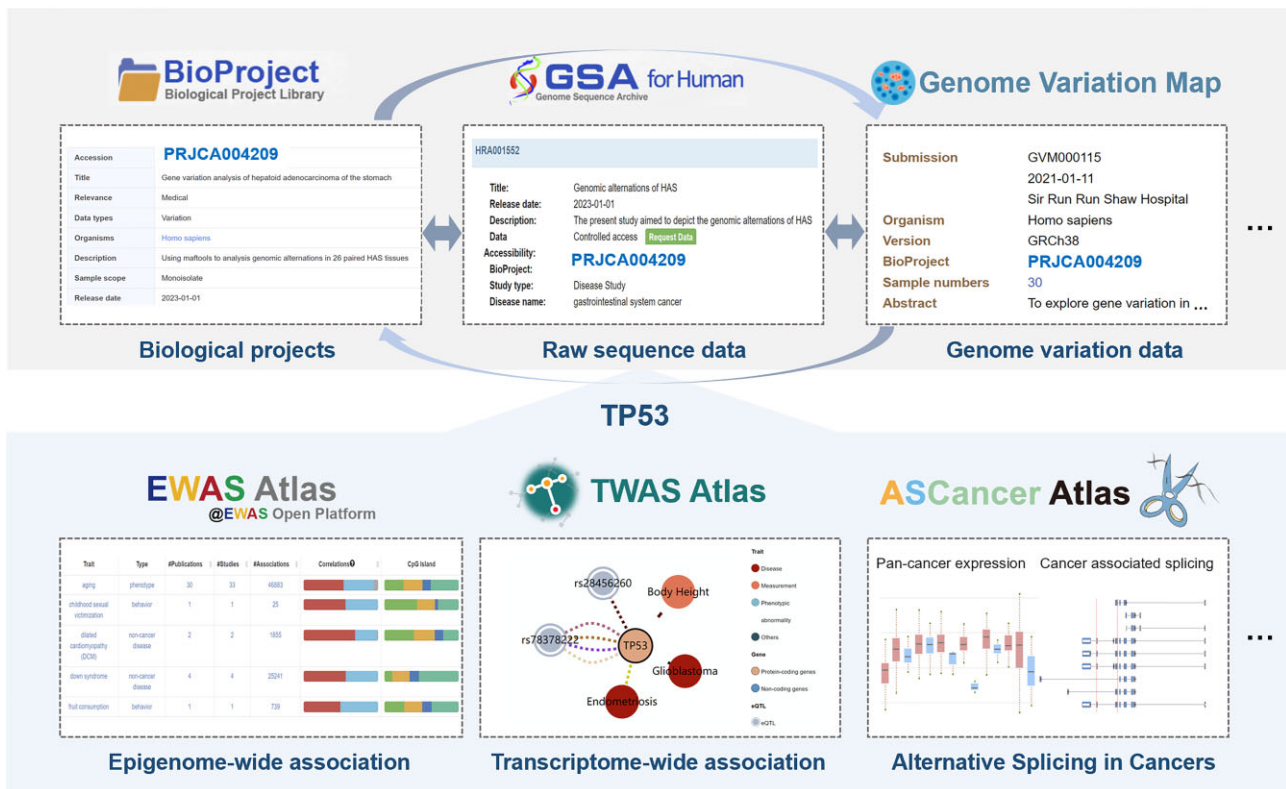 BioProject
Biological Project Library
GSA for Human
Genome Sequence Archive
Genome Variation Map
Accession PRJCA004209
Title Gene variation analysis of hepatoid adenocarcinoma of the stomach
Relevance Medical
Data types Variation
Organisms Homo sapiens
Description Using maftools to analysis genomic alternations in 26 paired HAS tissues
Sample scope Monoisolate
Release date 2023-01-01
HRA001552
Title: Genomic alternations of HAS
Release date: 2023-01-01
Description: The present study aimed to depict the genomic alternations of HAS
Data Controlled access Request Data
Accessibility:
BioProject: PRJCA004209
Study type: Disease Study
Disease name: gastrointestinal system cancer
Submission GVM000115
2021-01-11
Sir Run Run Shaw Hospital
Organism Homo sapiens
Version GRCh38
BioProject PRJCA004209
Sample numbers 30
Abstract To explore gene variation in ...
...
Biological projects
Raw sequence data
Genome variation data
TP53
EWAS Atlas
@EWAS Open Platform
TWAS Atlas
ASCancer Atlas
Trait Type #Publications #Studies #Associations Correlations CpG Island
aging phenotype 30 33 46883
childhood sexual victimization behavior 1 1 25
dilated cardiomyopathy (DCM) non-cancer disease 2 2 1655
down syndrome non-cancer disease 4 4 25241
fruit consumption behavior 1 1 739
rs28456260
Body Height
rs78378222
TP53
Glioblastoma
Endometriosis
Trait
Disease
Measurement
Phenotypic
abnormality
Others
Gene
Protein-coding genes
Non-coding genes
eQTL
eQTL
Pan-cancer expression
Cancer associated splicing
...
Epigenome-wide association
Transcriptome-wide association
Alternative Splicing in Cancers